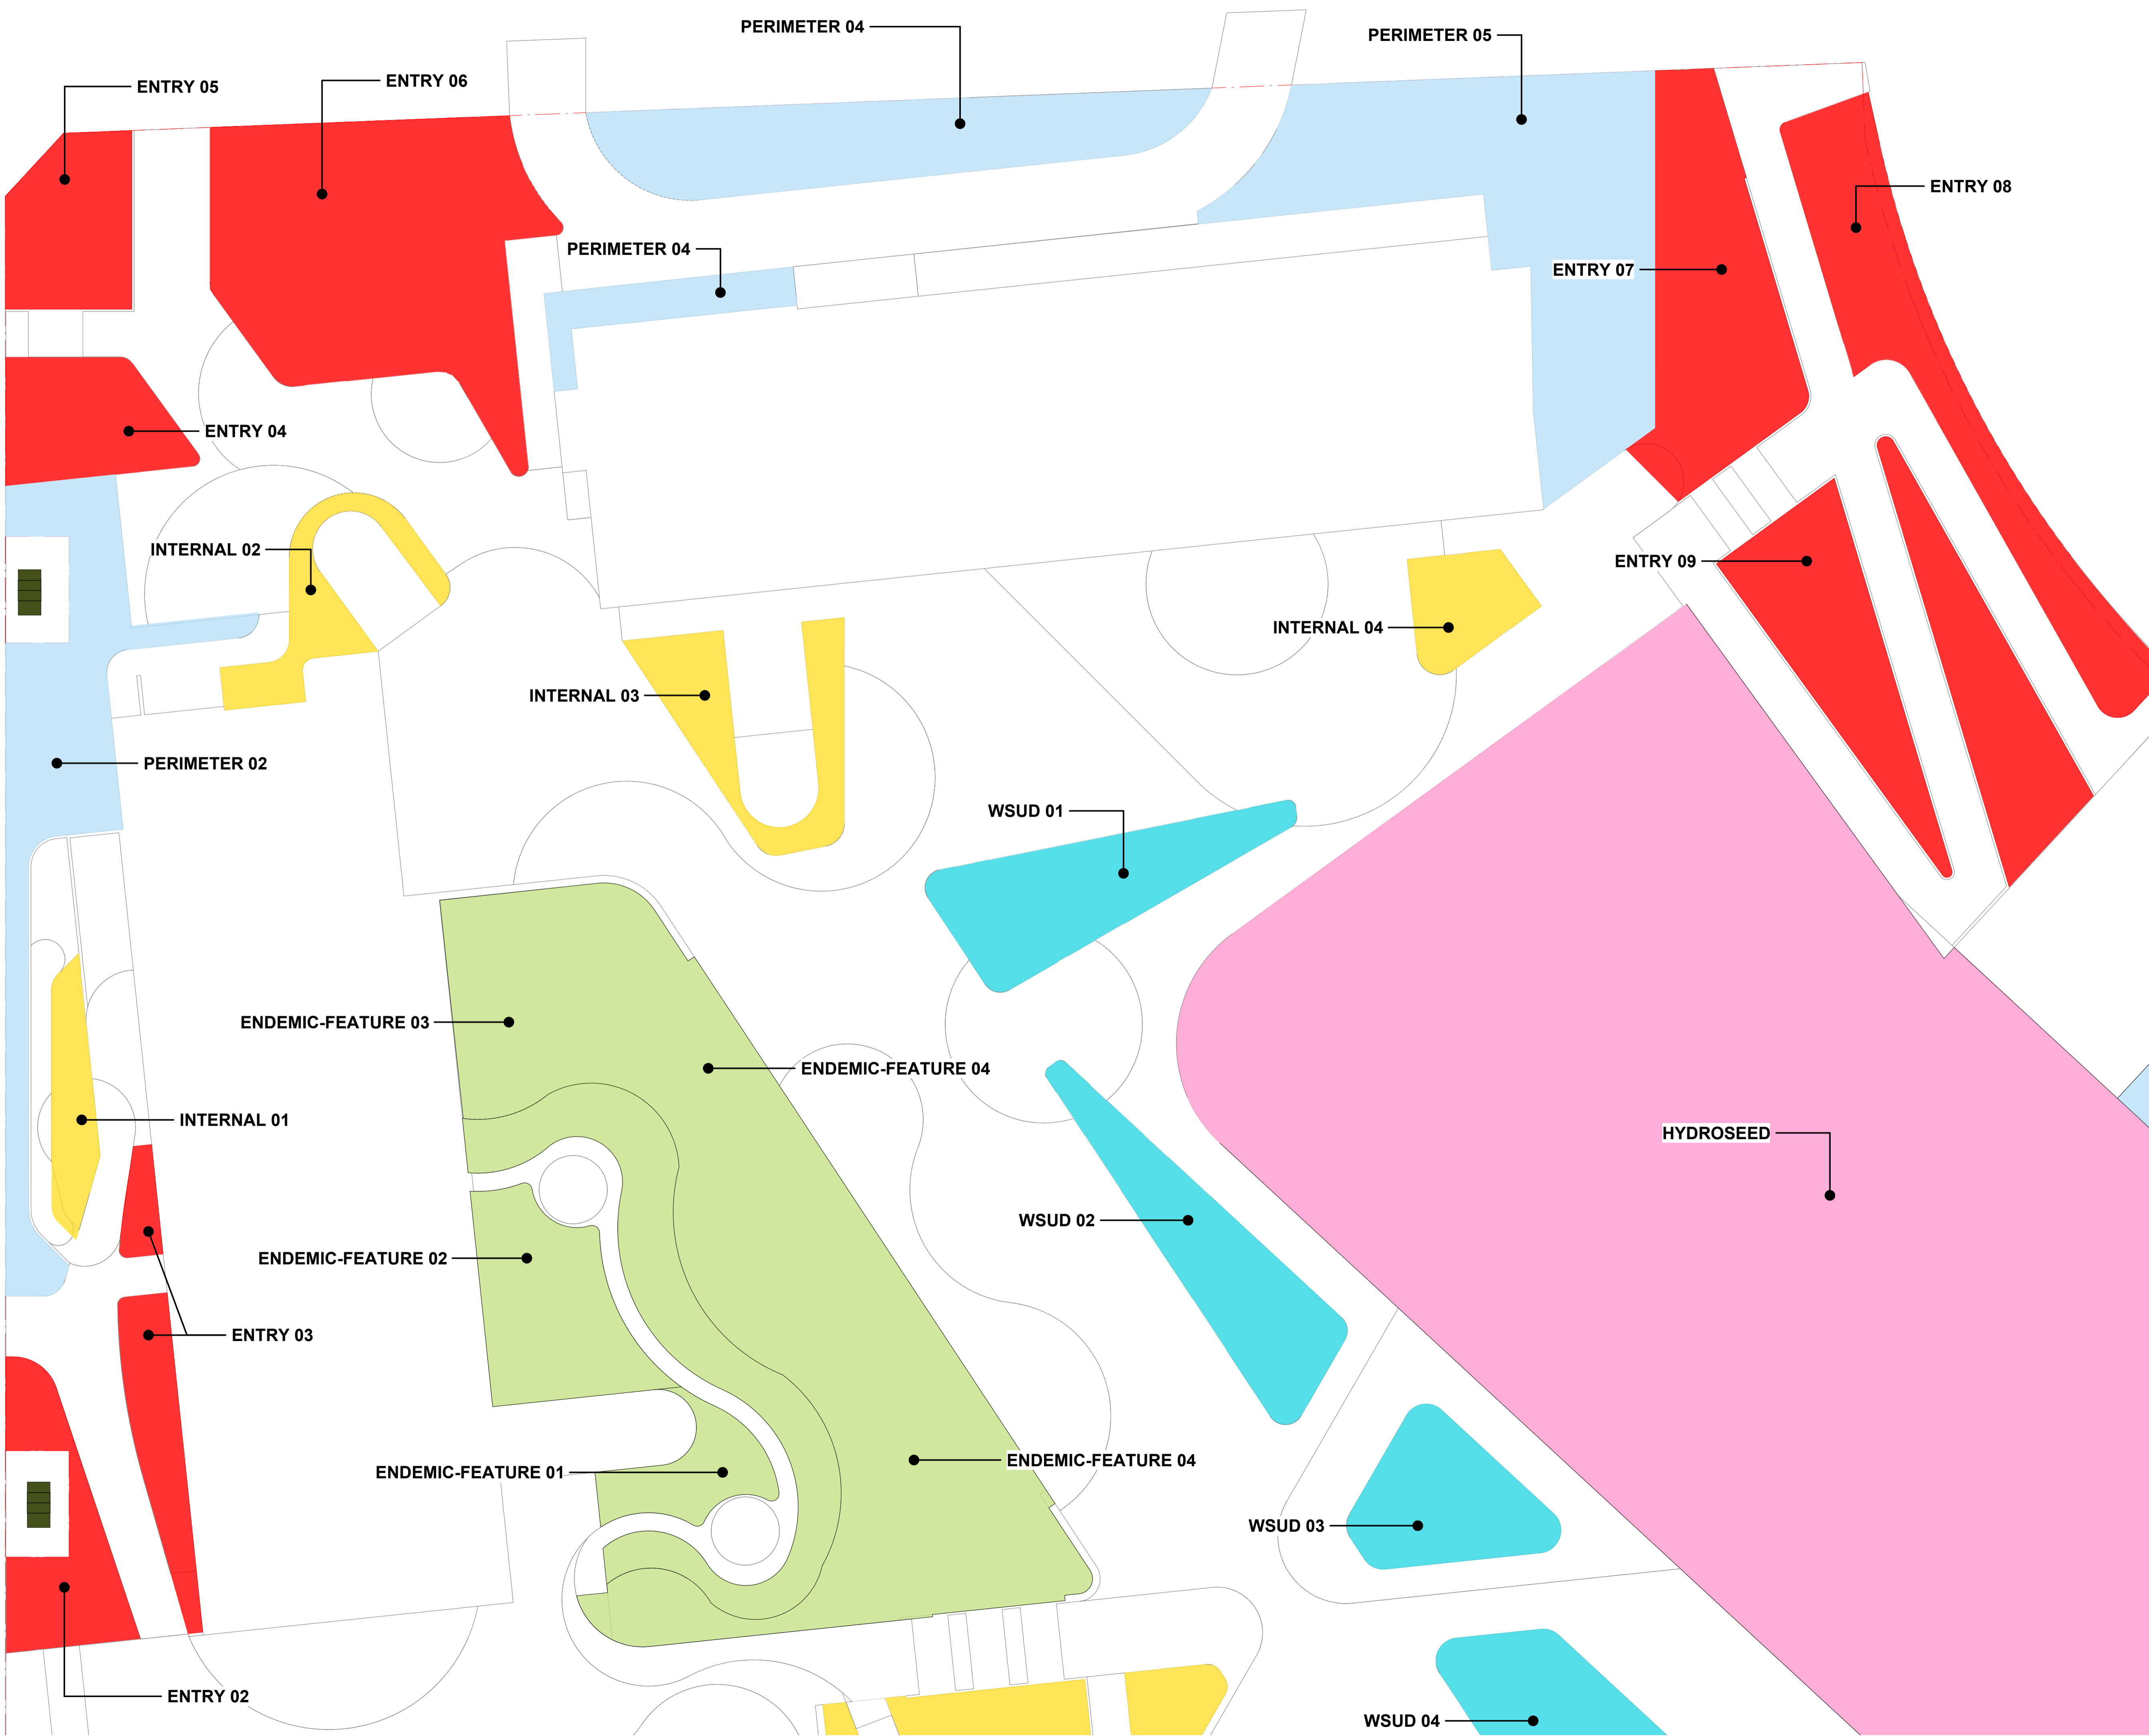 PERIMETER 04
PERIMETER 05
ENTRY 05
ENTRY 06
ENTRY 08
PERIMETER 04
ENTRY 07
ENTRY 04
INTERNAL 02
ENTRY 09
INTERNAL 04
INTERNAL 03
PERIMETER 02
WSUD 01
ENDEMIC-FEATURE 03
ENDEMIC-FEATURE 04
INTERNAL 01
HYDROSEED
WSUD 02
ENDEMIC-FEATURE 02
ENTRY 03
ENDEMIC-FEATURE 04
ENDEMIC-FEATURE 01
WSUD 03
ENTRY 02
WSUD 04